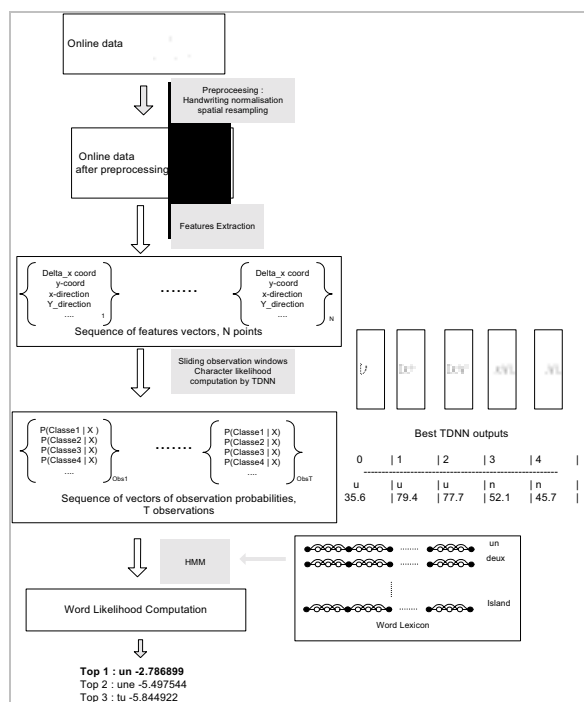 Online data
Preproceesing :
Handwriting normalisation
spatial resampling
Online data
after preprocessing
Features Extraction
Delta_x coord
y-coord
x-direction
Y_direction
....
1
.......
Delta_x coord
y-coord
x-direction
Y_direction
....
N
Sequence of features vectors, N points
Sliding observation windows
Character likelihood
computation by TDNN
Best TDNN outputs
0 | 1 | 2 | 3 | 4 |
u | u | u | n | n |
35.6 | 79.4 | 77.7 | 52.1 | 45.7 |
P(Classe1 | X )
P(Classe2 | X)
P(Classe3 | X)
P(Classe4 | X)
....
Obs1
.......
P(Classe1 | X)
P(Classe2 | X)
P(Classe3 | X)
P(Classe4 | X)
....
ObsT
Sequence of vectors of observation probabilities,
T observations
HMM
un
deux
Island
Word Lexicon
Word Likelihood Computation
Top 1 : un -2.786899
Top 2 : une -5.497544
Top 3 : tu -5.844922